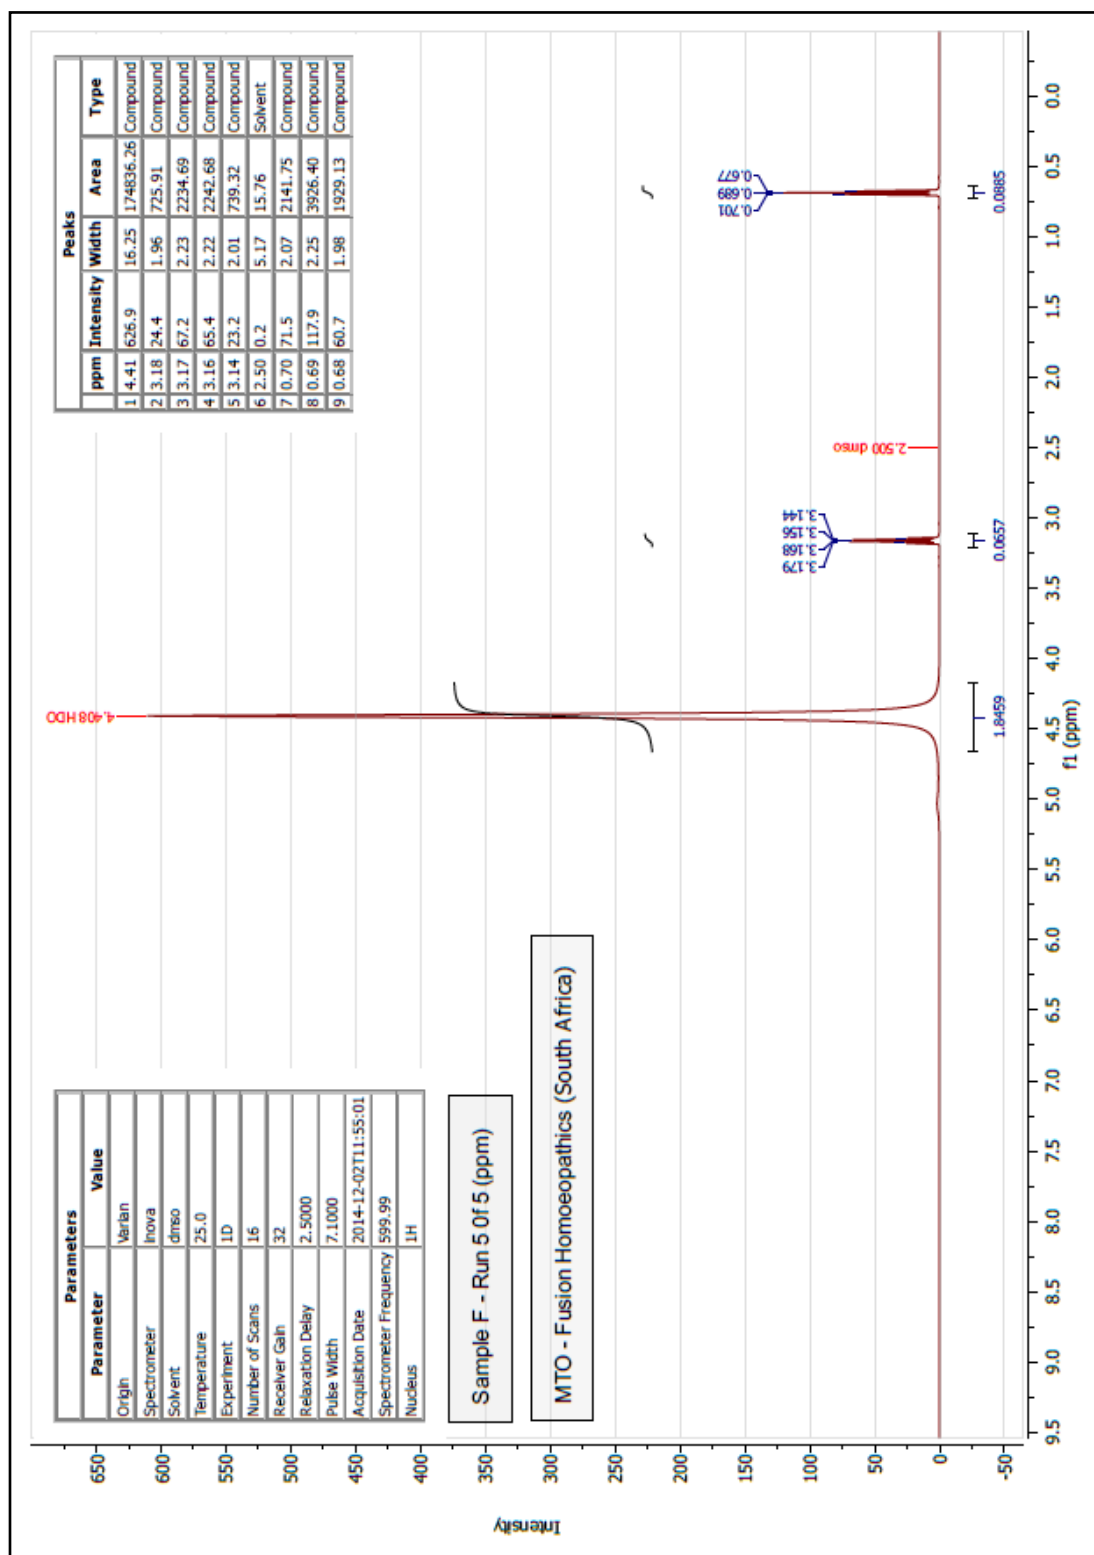 Parameters
Parameter Value
Origin Varian
Spectrometer inova
Solvent dmso
Temperature 25.0
Experiment 1D
Number of Scans 16
Receiver Gain 32
Relaxation Delay 2.5000
Pulse Width 7.1000
Acquisition Date 2014-12-02T11:55:01
Spectrometer Frequency 599.99
Nucleus 1H
Peaks
ppm Intensity Width Area Type
1 4.41 626.9 16.25 174836.26 Compound
2 3.18 24.4 1.96 725.91 Compound
3 3.17 67.2 2.23 2234.69 Compound
4 3.16 65.4 2.22 2242.68 Compound
5 3.14 23.2 2.01 739.32 Compound
6 2.50 0.2 5.17 15.76 Solvent
7 0.70 71.5 2.07 2141.75 Compound
8 0.69 117.9 2.25 3926.40 Compound
9 0.68 60.7 1.98 1929.13 Compound
Sample F - Run 5 0f 5 (ppm)
MTO - Fusion Homoeopathics (South Africa)
4.408 HDO
3.179
3.168
3.156
3.144
2.500 dmso
0.701
0.689
0.677
1.8459
0.0657
0.0885
650
600
550
500
450
400
350
300
250
200
150
100
50
0
-50
Intensity
9.5 9.0 8.5 8.0 7.5 7.0 6.5 6.0 5.5 5.0 4.5 4.0 3.5 3.0 2.5 2.0 1.5 1.0 0.5 0.0
f1 (ppm)